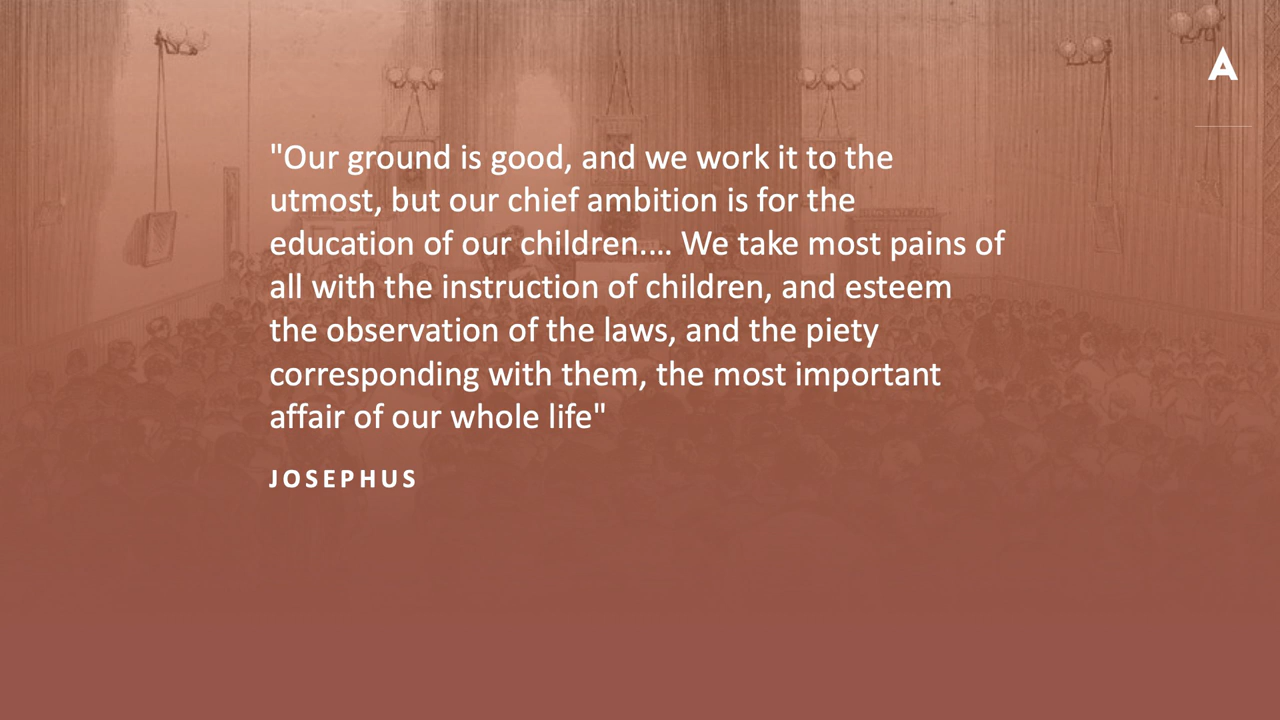 A
"Our ground is good, and we work it to the
utmost, but our chief ambition is for the
education of our children.... We take most pains of
all with the instruction of children, and esteem
the observation of the laws, and the piety
corresponding with them, the most important
affair of our whole life"
JOSEPHUS